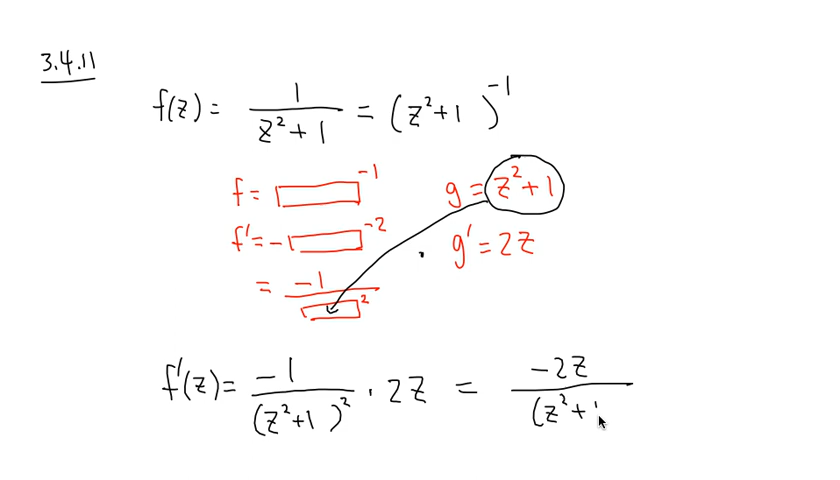 3.4.11
f(z) = 1/(z²+1) = (z²+1)⁻¹
f = □⁻¹ g = z²+1
f' = -1□⁻² · g' = 2z
= -1/□²
f'(z) = -1/(z²+1)² · 2z = -2z/(z²+